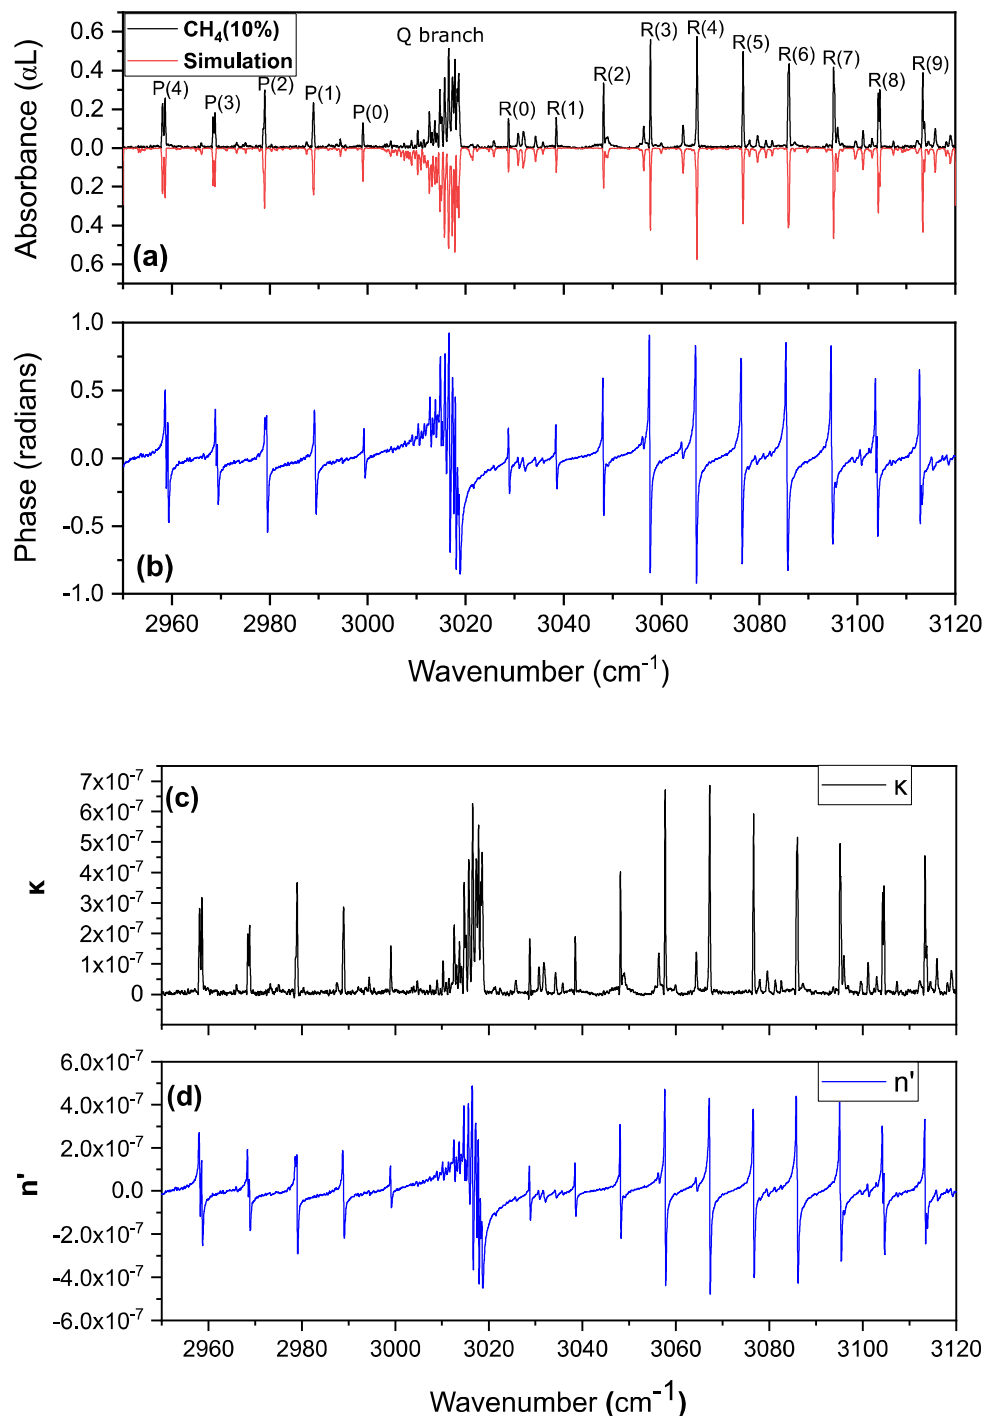 CH4(10%)
Simulation
Q branch
P(4)
P(3)
P(2)
P(1)
P(0)
R(0)
R(1)
R(2)
R(3)
R(4)
R(5)
R(6)
R(7)
R(8)
R(9)
Absorbance (αL)
0.6
0.4
0.2
0.0
0.2
0.4
0.6
(a)
Phase (radians)
1.0
0.5
0.0
-0.5
-1.0
(b)
2960 2980 3000 3020 3040 3060 3080 3100 3120
Wavenumber (cm⁻¹)
(c)
κ
κ
7x10⁻⁷
6x10⁻⁷
5x10⁻⁷
4x10⁻⁷
3x10⁻⁷
2x10⁻⁷
1x10⁻⁷
0
(d)
n'
n'
6.0x10⁻⁷
4.0x10⁻⁷
2.0x10⁻⁷
0.0
-2.0x10⁻⁷
-4.0x10⁻⁷
-6.0x10⁻⁷
2960 2980 3000 3020 3040 3060 3080 3100 3120
Wavenumber (cm⁻¹)